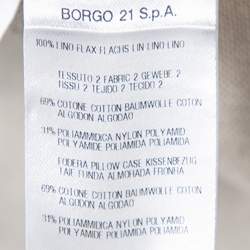 BORGO 21 S.p.A.
100% LINO FLAX FLACHS LIN LINO LINO
TESSUTO 2 FABRIC 2 GEWEBE 2
TISSU 2 TEJIDO 2 TECIDO 2
69% COTONE COTTON BAUMWOLLE COTON
ALGODON ALGODAO
31% POLIAMMIDICA NYLON POLYAMID
POLYAMIDE POLIAMIDA POLIAMIDA
FODERA PILLOW CASE KISSENBEZUG
TAIE FUNDA ALMOHADA FRONHA
69% COTONE COTTON BAUMWOLLE COTON
ALGODON ALGODAO
31% POLIAMMIDICA NYLON POLYAMID
POLYAMIDE POLIAMIDA POLIAMIDA